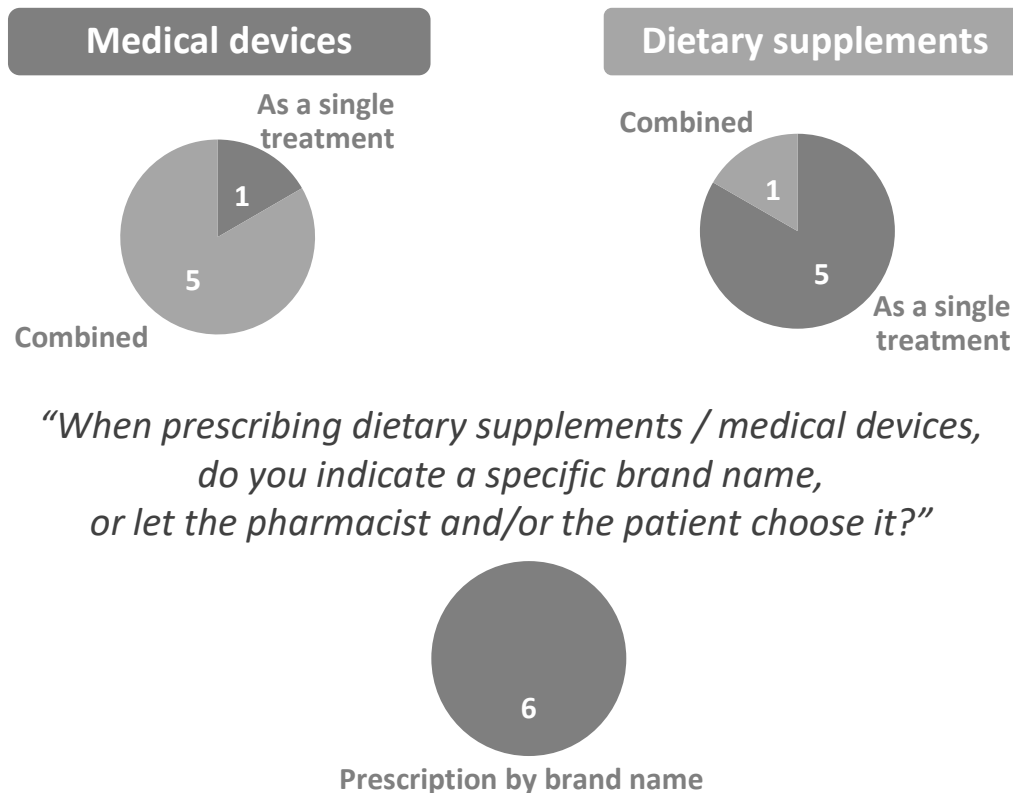 Medical devices
As a single
treatment
1
5
Combined
Dietary supplements
Combined
1
5
As a single
treatment
“When prescribing dietary supplements / medical devices,
do you indicate a specific brand name,
or let the pharmacist and/or the patient choose it?”
6
Prescription by brand name